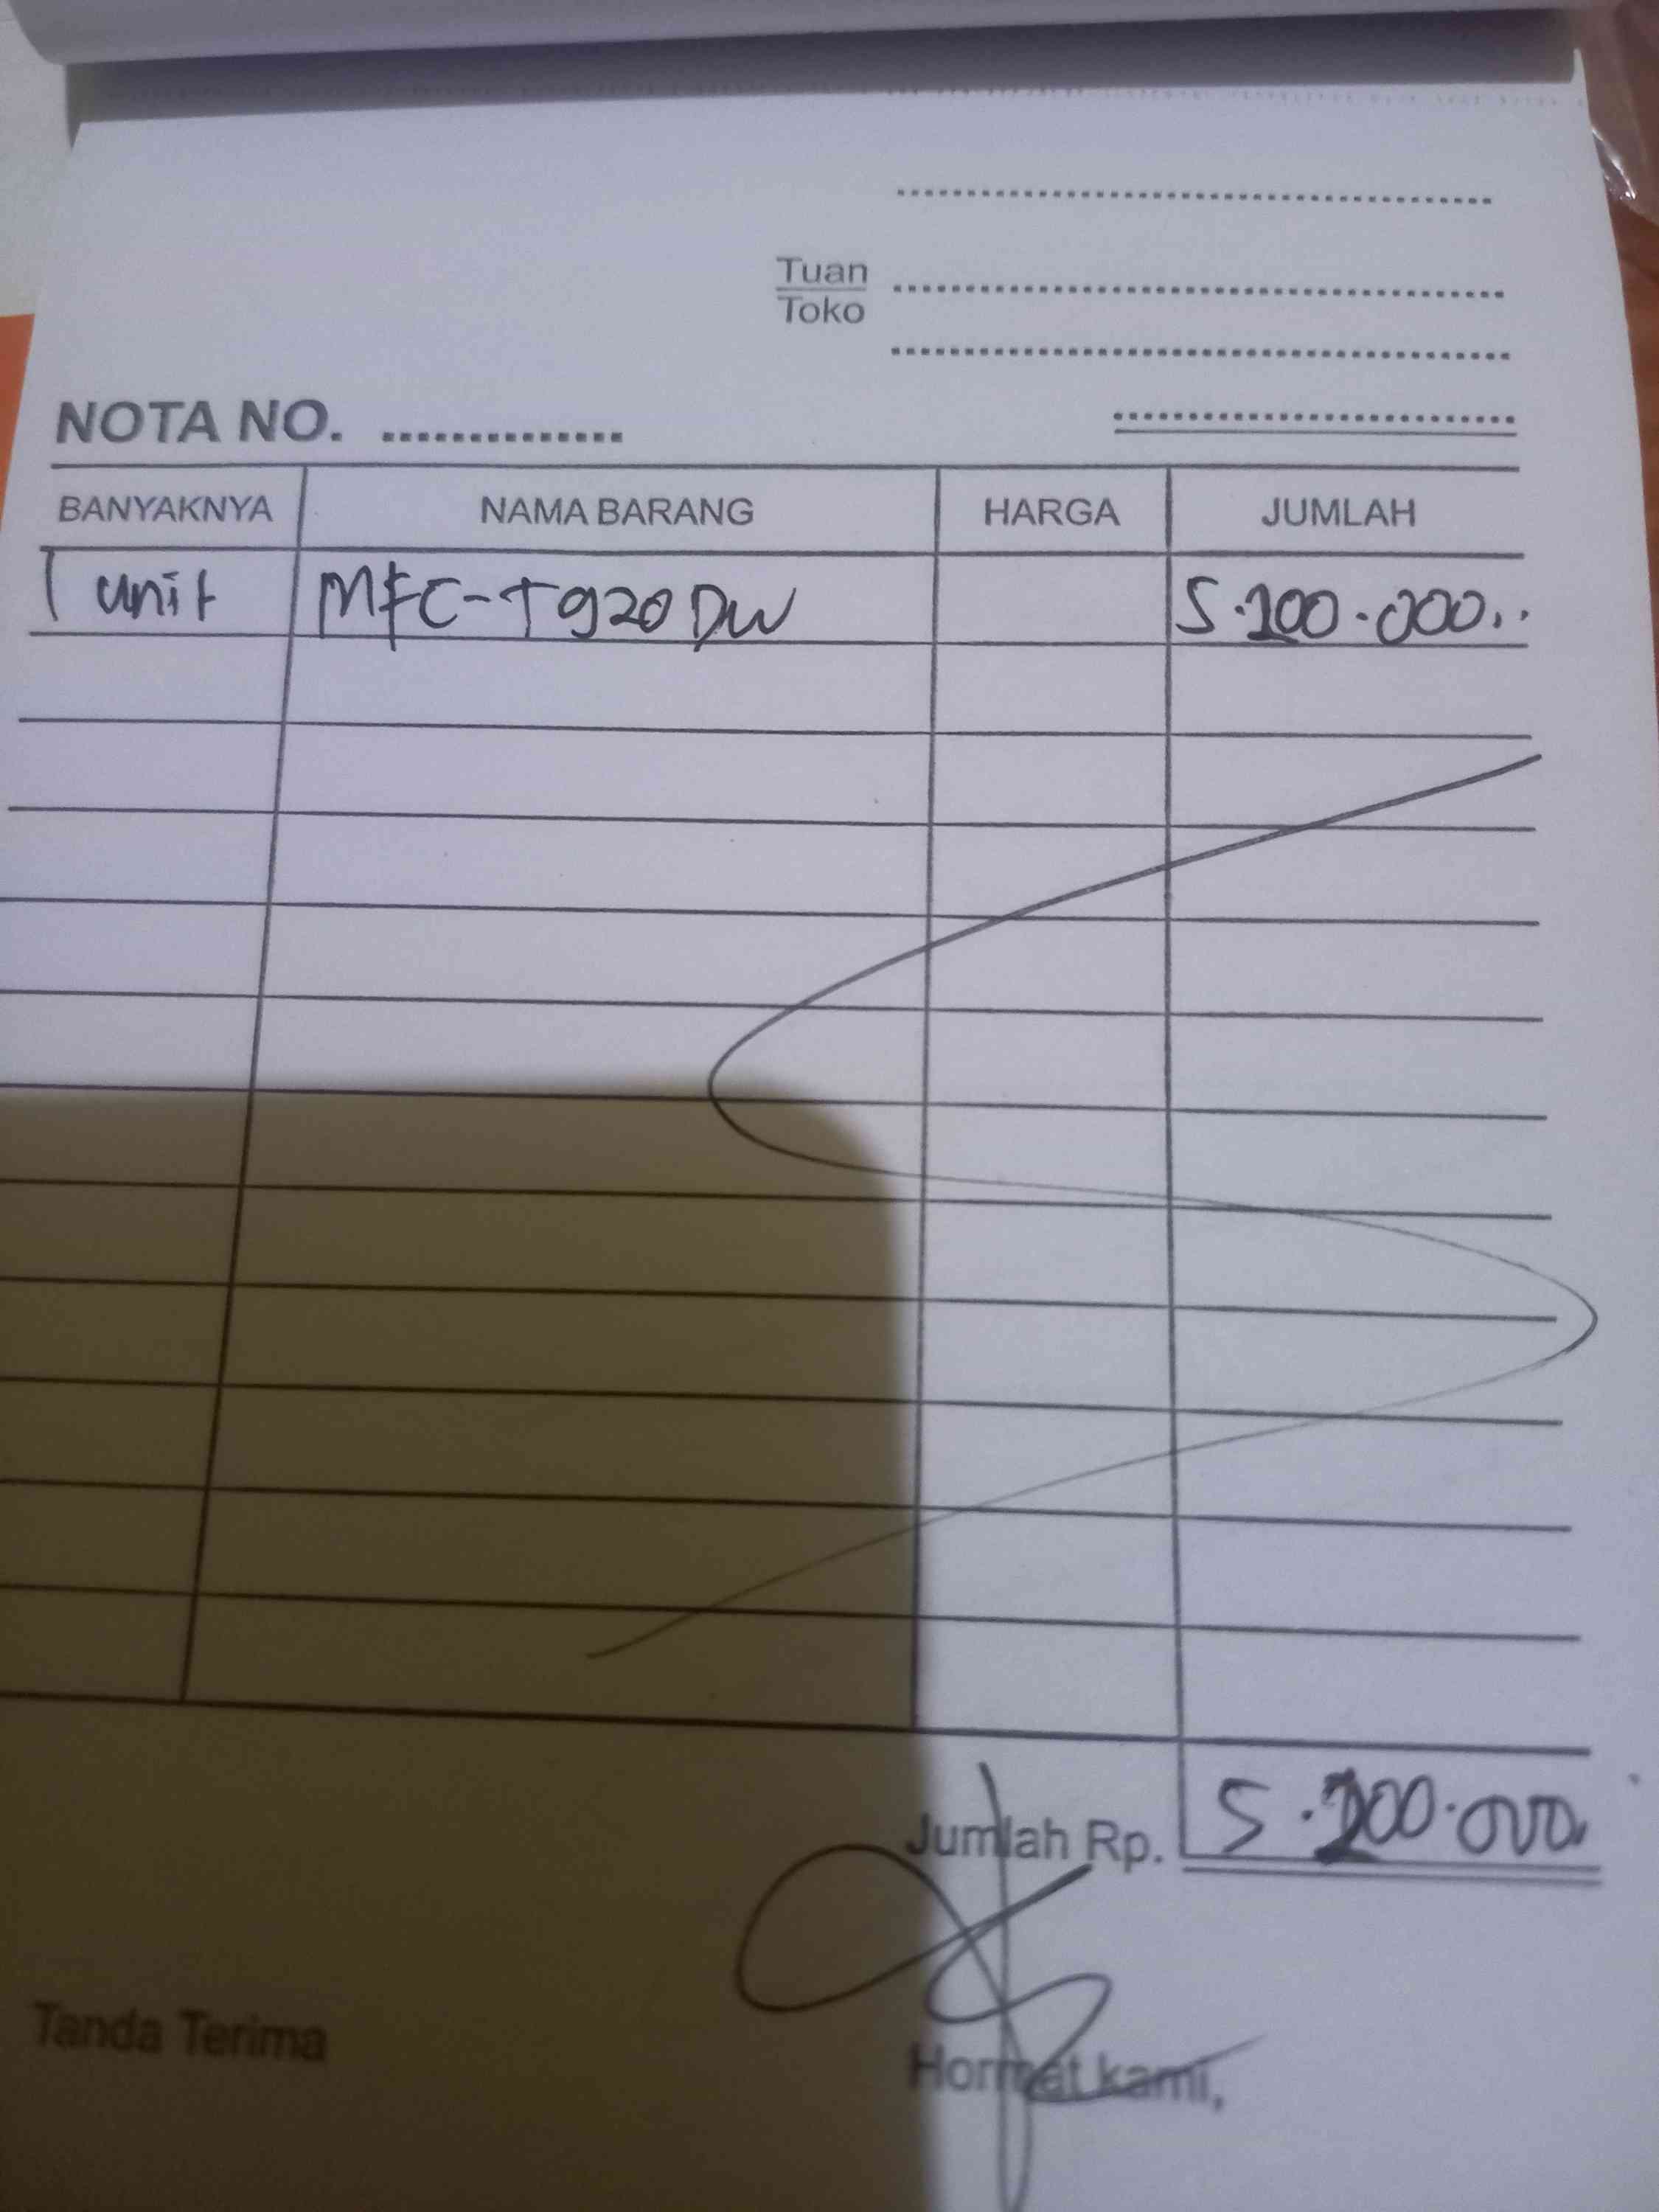 Tuan
Toko
NOTA NO.
BANYAKNYA NAMA BARANG HARGA JUMLAH
1 unit MFC-T920DW 5.200.000
Jumlah Rp. 5.200.000
Tanda Terima
Hormat kami,